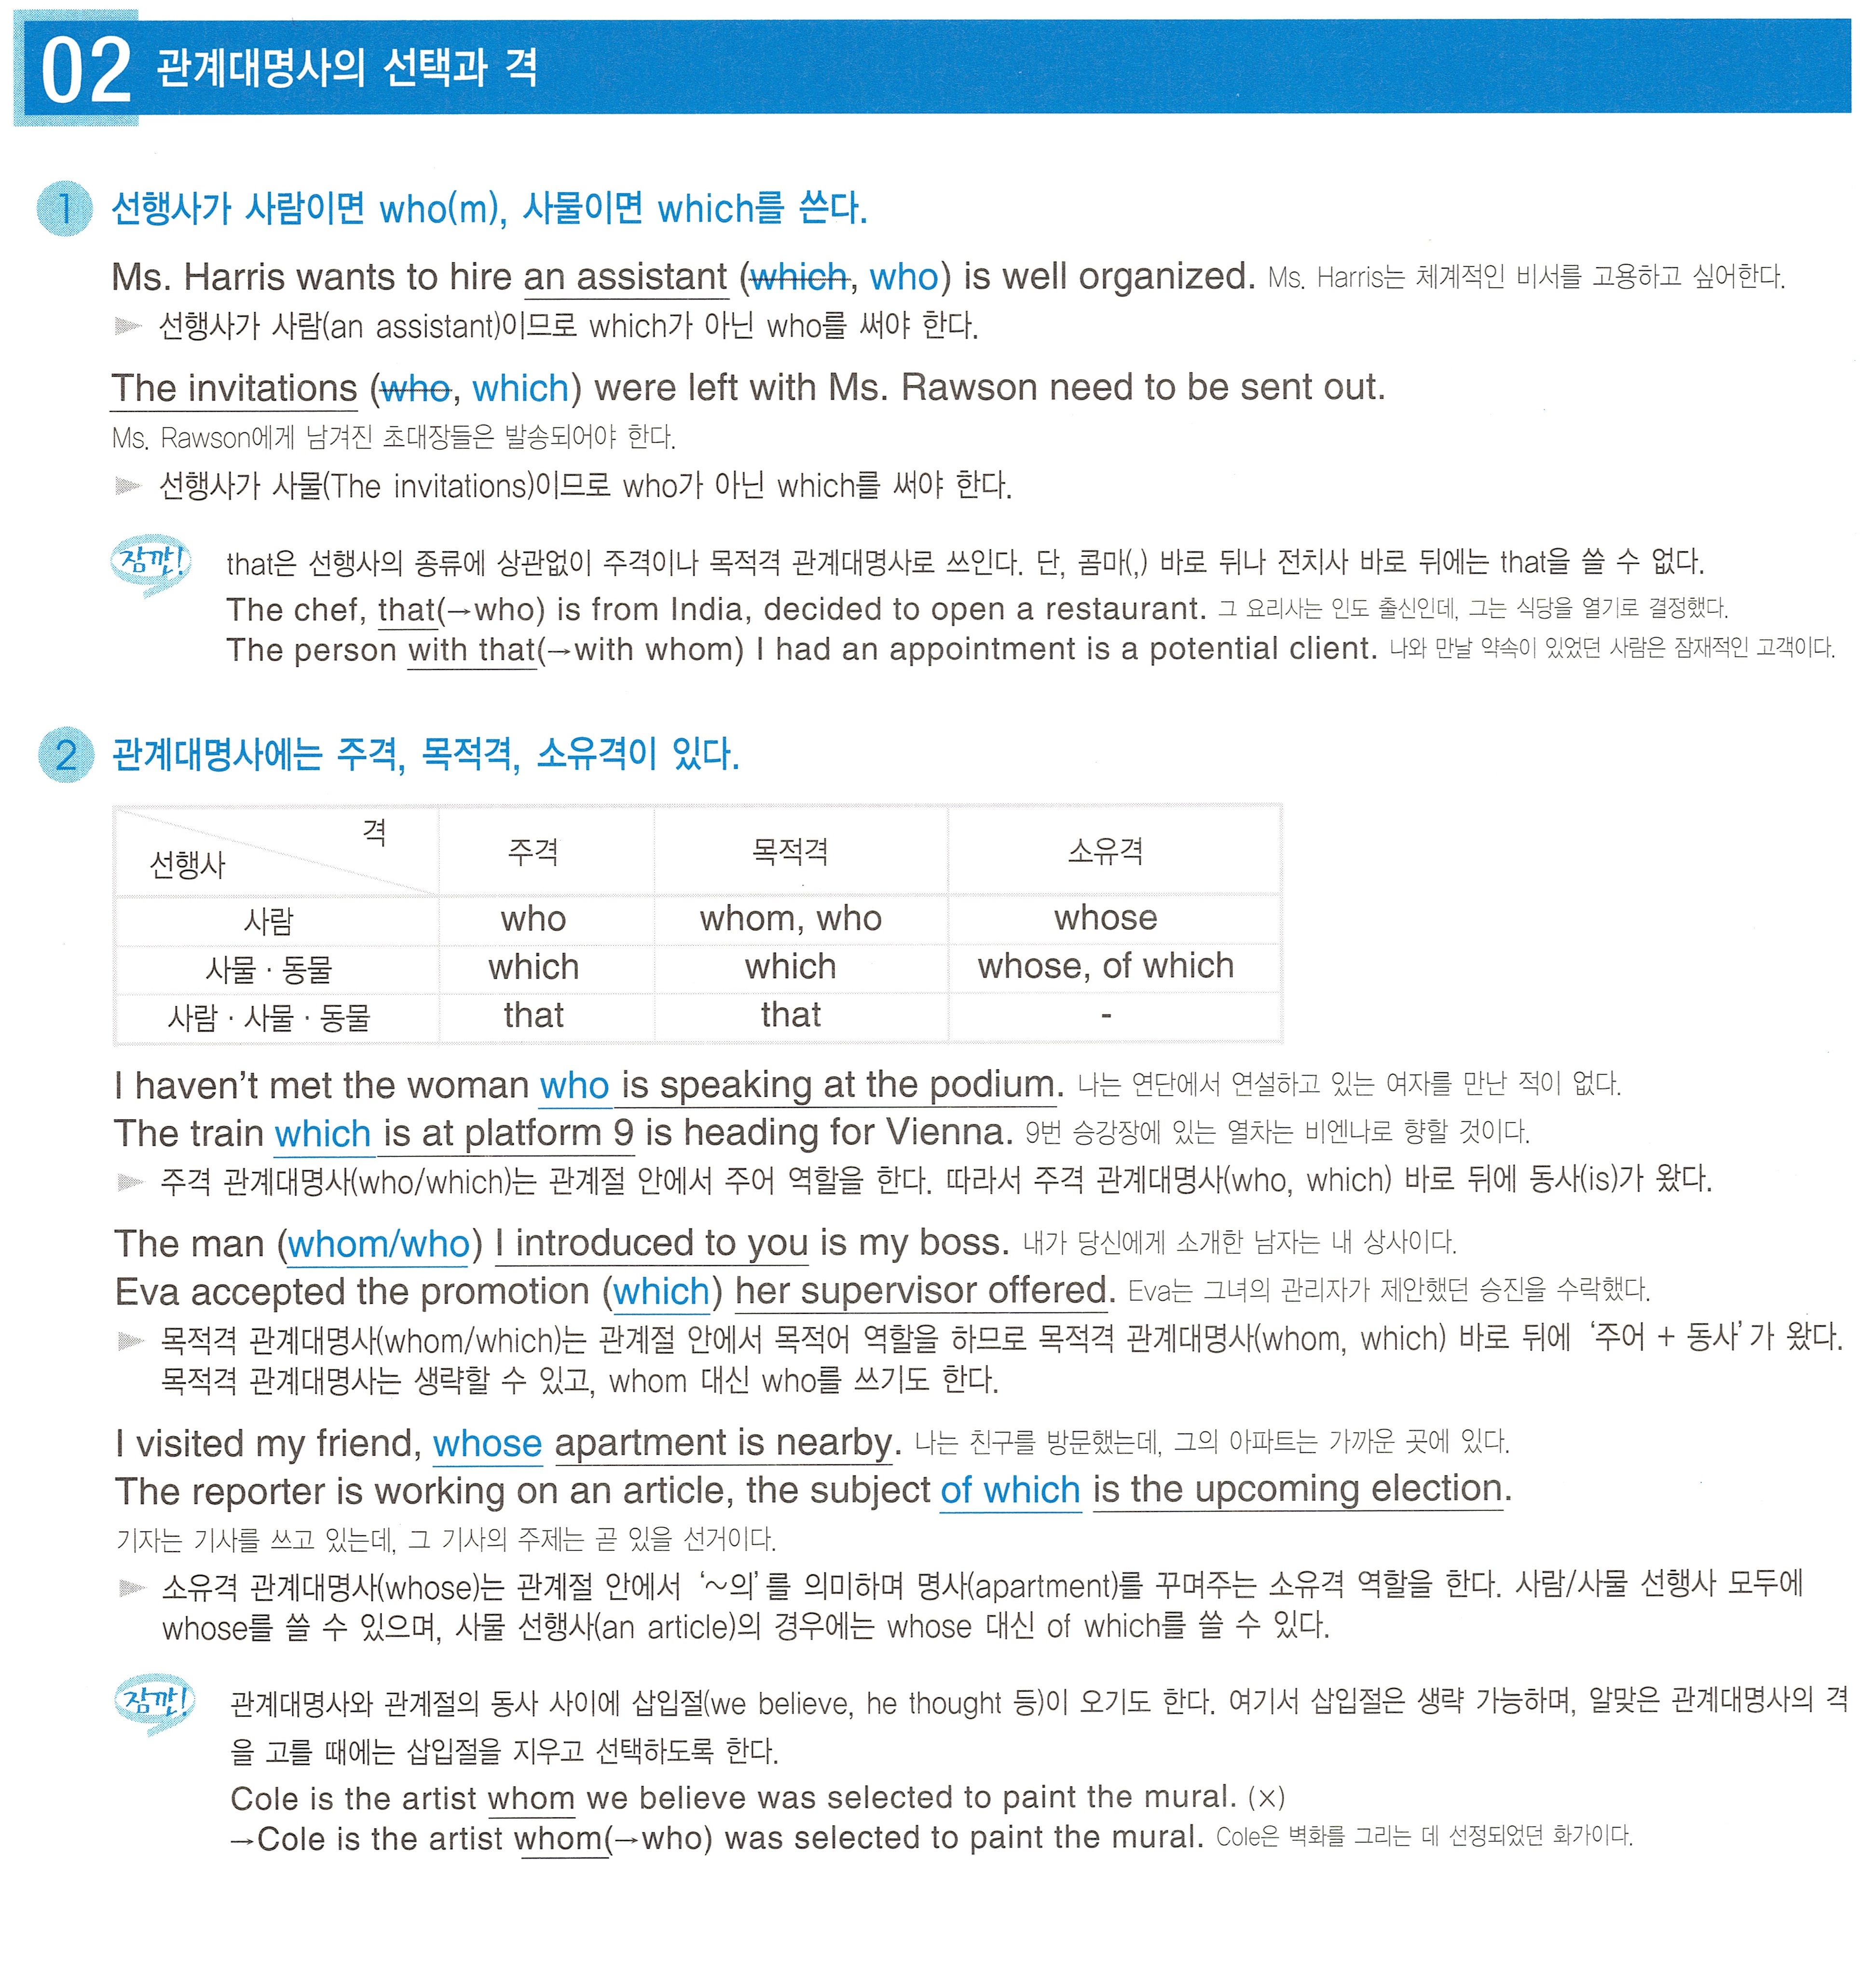 02 관계대명사의 선택과 격
1 선행사가 사람이면 who(m), 사물이면 which를 쓴다.
Ms. Harris wants to hire an assistant (which, who) is well organized. Ms. Harris는 체계적인 비서를 고용하고 싶어한다.
▶ 선행사가 사람(an assistant)이므로 which가 아닌 who를 써야 한다.
The invitations (who, which) were left with Ms. Rawson need to be sent out.
Ms. Rawson에게 남겨진 초대장들은 발송되어야 한다.
▶ 선행사가 사물(The invitations)이므로 who가 아닌 which를 써야 한다.
잠깐! that은 선행사의 종류에 상관없이 주격이나 목적격 관계대명사로 쓰인다. 단, 콤마(,) 바로 뒤나 전치사 바로 뒤에는 that을 쓸 수 없다.
The chef, that(→who) is from India, decided to open a restaurant. 그 요리사는 인도 출신인데, 그는 식당을 열기로 결정했다.
The person with that(→with whom) I had an appointment is a potential client. 나와 만날 약속이 있었던 사람은 잠재적인 고객이다.
2 관계대명사에는 주격, 목적격, 소유격이 있다.
격
선행사 주격 목적격 소유격
사람 who whom, who whose
사물 · 동물 which which whose, of which
사람 · 사물 · 동물 that that -
I haven't met the woman who is speaking at the podium. 나는 연단에서 연설하고 있는 여자를 만난 적이 없다.
The train which is at platform 9 is heading for Vienna. 9번 승강장에 있는 열차는 비엔나로 향할 것이다.
▶ 주격 관계대명사(who/which)는 관계절 안에서 주어 역할을 한다. 따라서 주격 관계대명사(who, which) 바로 뒤에 동사(is)가 왔다.
The man (whom/who) I introduced to you is my boss. 내가 당신에게 소개한 남자는 내 상사이다.
Eva accepted the promotion (which) her supervisor offered. Eva는 그녀의 관리자가 제안했던 승진을 수락했다.
▶ 목적격 관계대명사(whom/which)는 관계절 안에서 목적어 역할을 하므로 목적격 관계대명사(whom, which) 바로 뒤에 '주어 + 동사'가 왔다.
목적격 관계대명사는 생략할 수 있고, whom 대신 who를 쓰기도 한다.
I visited my friend, whose apartment is nearby. 나는 친구를 방문했는데, 그의 아파트는 가까운 곳에 있다.
The reporter is working on an article, the subject of which is the upcoming election.
기자는 기사를 쓰고 있는데, 그 기사의 주제는 곧 있을 선거이다.
▶ 소유격 관계대명사(whose)는 관계절 안에서 '~의'를 의미하며 명사(apartment)를 꾸며주는 소유격 역할을 한다. 사람/사물 선행사 모두에
whose를 쓸 수 있으며, 사물 선행사(an article)의 경우에는 whose 대신 of which를 쓸 수 있다.
잠깐! 관계대명사와 관계절의 동사 사이에 삽입절(we believe, he thought 등)이 오기도 한다. 여기서 삽입절은 생략 가능하며, 알맞은 관계대명사의 격
을 고를 때에는 삽입절을 지우고 선택하도록 한다.
Cole is the artist whom we believe was selected to paint the mural. (×)
→Cole is the artist whom(→who) was selected to paint the mural. Cole은 벽화를 그리는 데 선정되었던 화가이다.